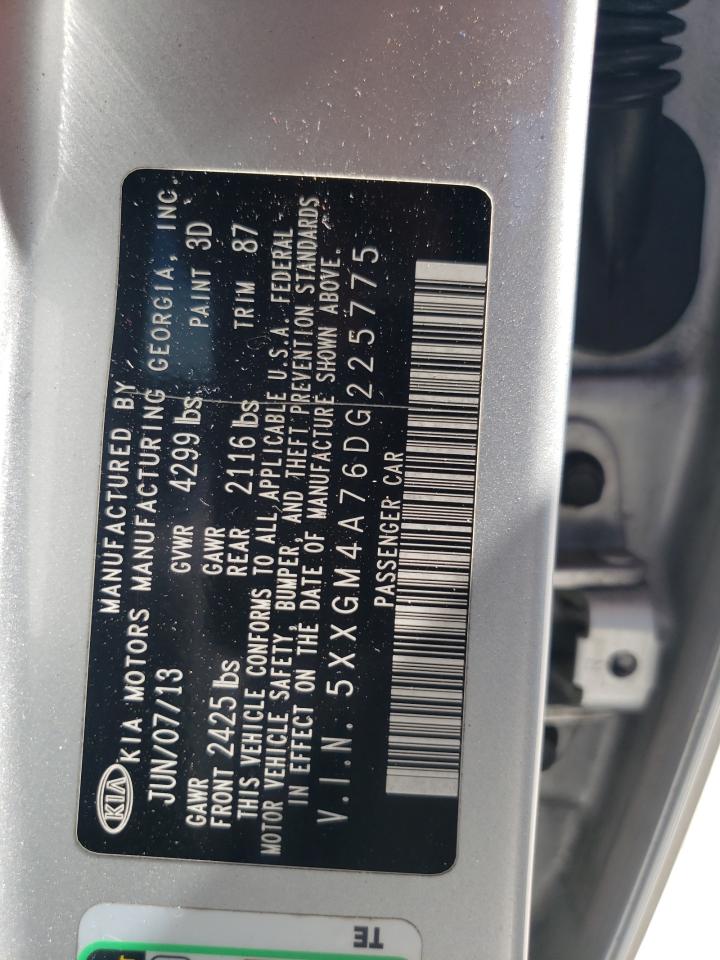 MANUFACTURED BY
KIA KIA MOTORS MANUFACTURING GEORGIA, INC.
JUN/07/13 GVWR 4299 lbs PAINT 3D
GAWR FRONT 2425 lbs GAWR REAR 2116 lbs TRIM 87
THIS VEHICLE CONFORMS TO ALL APPLICABLE U.S.A. FEDERAL
MOTOR VEHICLE SAFETY, BUMPER, AND THEFT PREVENTION STANDARDS
IN EFFECT ON THE DATE OF MANUFACTURE SHOWN ABOVE.
V.I.N. 5XXGM4A76DG225775
PASSENGER CAR
TE